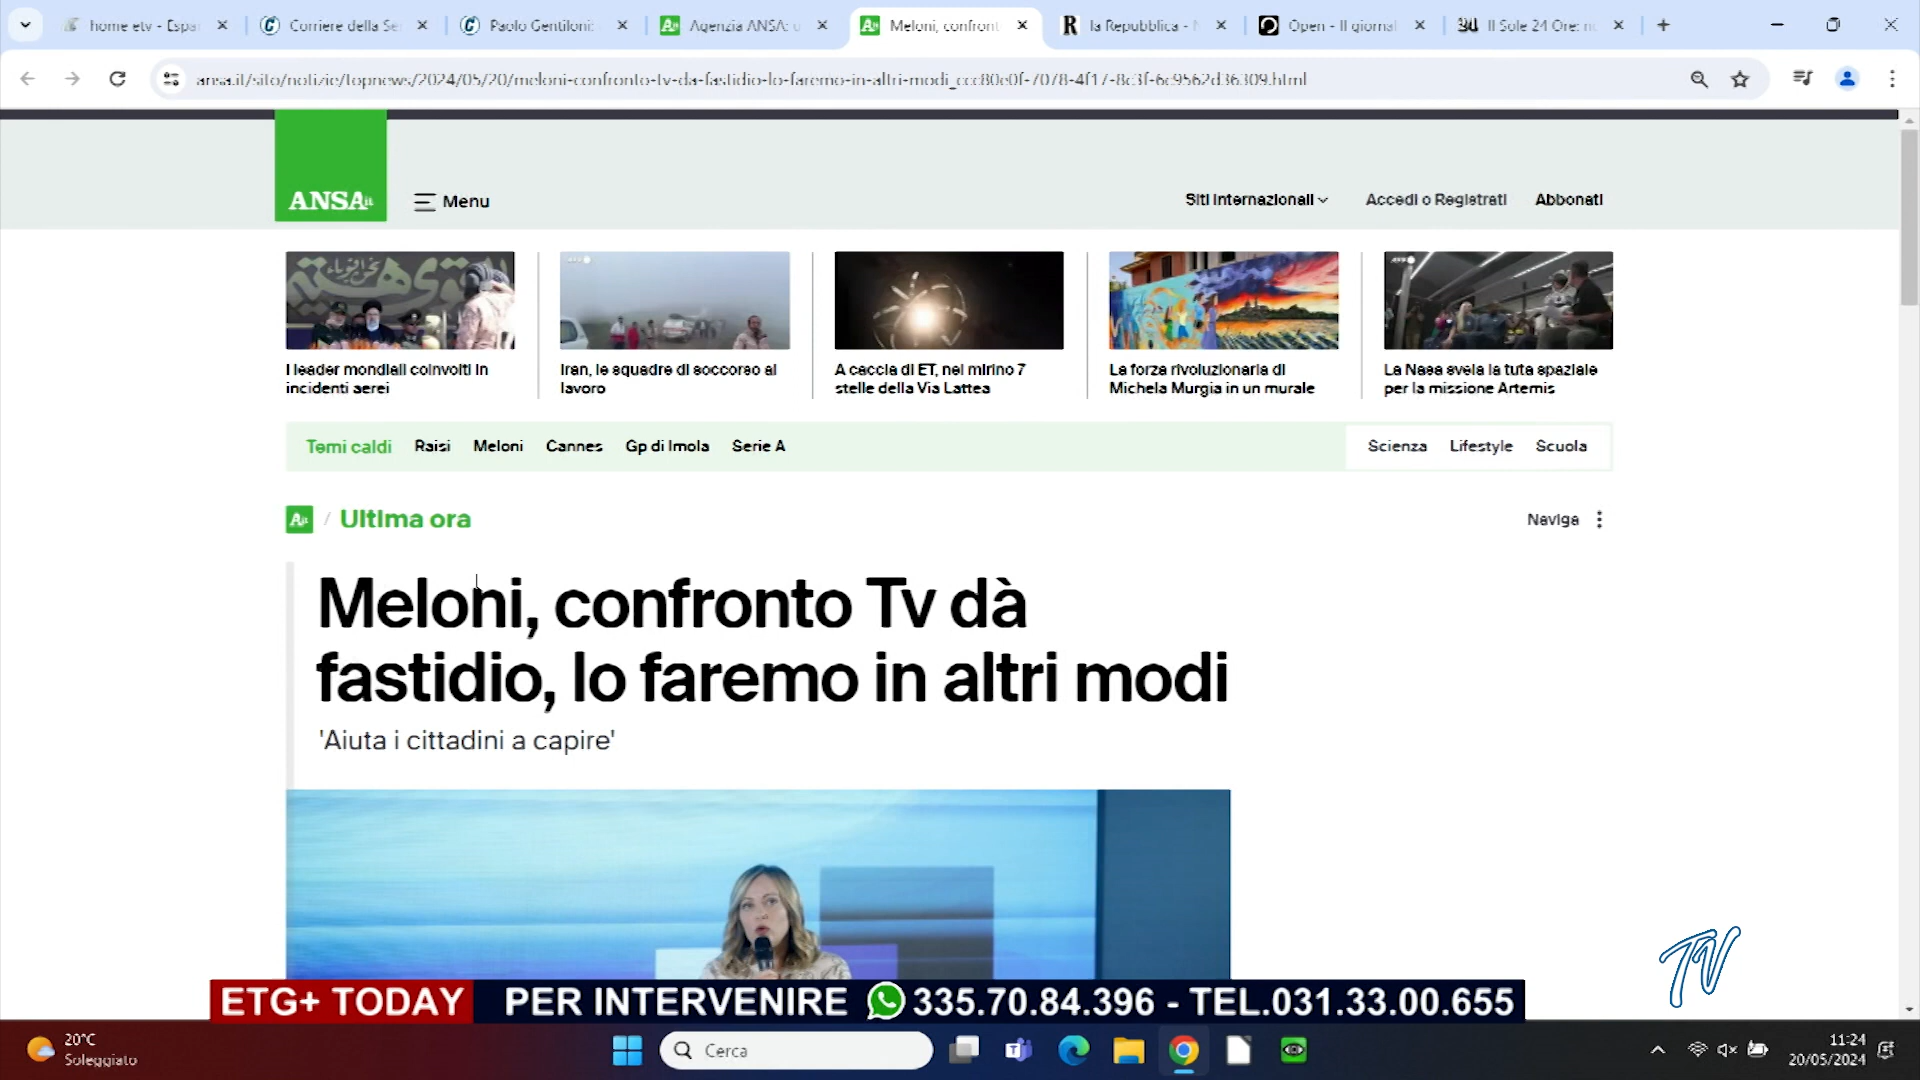 home etv - Espa
Corriere della Se
Paolo Gentiloni:
Agenzia ANSA: u
Meloni, confront
la Repubblica - N
Open - Il giornal
Il Sole 24 Ore: no
ansa.it/sito/notizie/topnews/2024/05/20/meloni-confronto-tv-da-fastidio-lo-faremo-in-altri-modi_ccc80e0f-7078-4f17-8c3f-6c9562d36309.html
ANSA.it
Menu
Siti Internazionali
Accedi o Registrati
Abbonati
I leader mondiali coinvolti in
incidenti aerei
Iran, le squadre di soccorso al
lavoro
A caccia di ET, nel mirino 7
stelle della Via Lattea
La forza rivoluzionaria di
Michela Murgia in un murale
La Nasa svela la tuta spaziale
per la missione Artemis
Temi caldi
Raisi
Meloni
Cannes
Gp di Imola
Serie A
Scienza
Lifestyle
Scuola
A.it / Ultima ora
Naviga
Meloni, confronto Tv dà
fastidio, lo faremo in altri modi
'Aiuta i cittadini a capire'
TV
ETG+ TODAY
PER INTERVENIRE 335.70.84.396 - TEL.031.33.00.655
20°C
Soleggiato
Cerca
11:24
20/05/2024